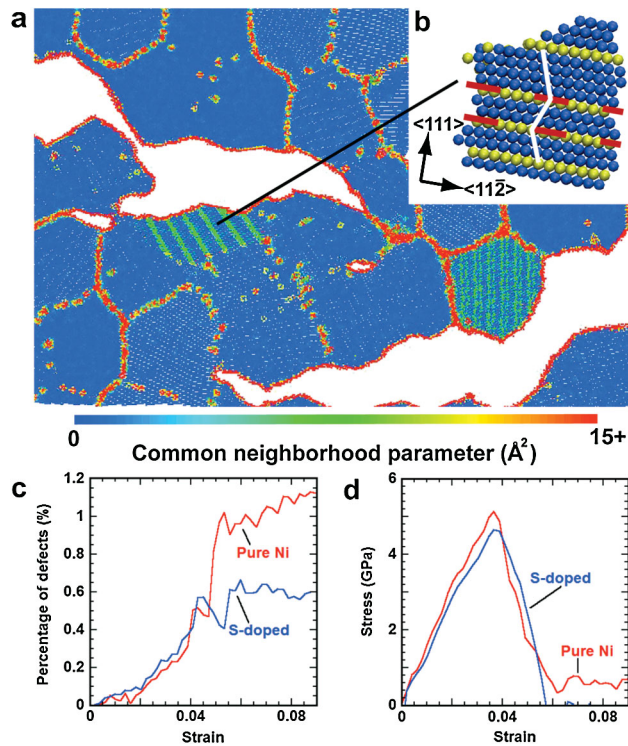 a
b
<111>
<112̄>
0
15+
Common neighborhood parameter (Å²)
c
Percentage of defects (%)
1.2
1
0.8
0.6
0.4
0.2
0
0.04
0.08
Strain
Pure Ni
S-doped
d
Stress (GPa)
6
4
2
0
0
0.04
0.08
Strain
S-doped
Pure Ni